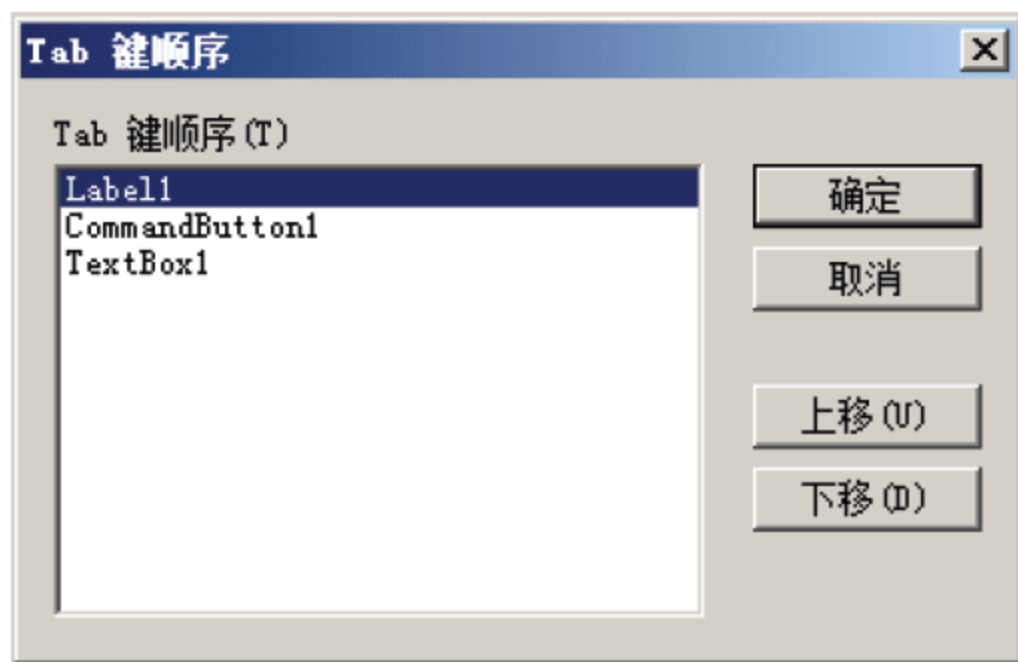 Tab 键顺序
Tab 键顺序(T)
Label1
CommandButton1
TextBox1
确定
取消
上移(U)
下移(D)